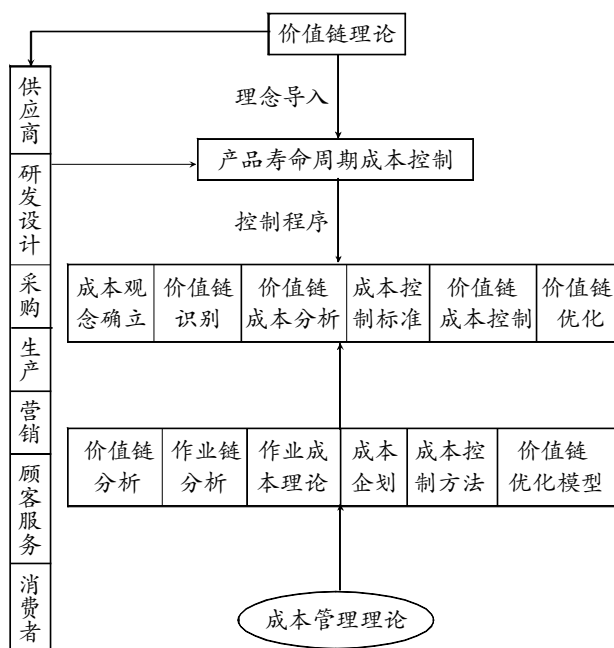 价值链理论
供应商
研发设计
采购
生产
营销
顾客服务
消费者
理念导入
产品寿命周期成本控制
控制程序
成本观
念确立
价值链
识别
价值链
成本分析
成本控
制标准
价值链
成本控制
价值链
优化
价值链
分析
作业链
分析
作业成
本理论
成本
企划
成本控
制方法
价值链
优化模型
成本管理理论